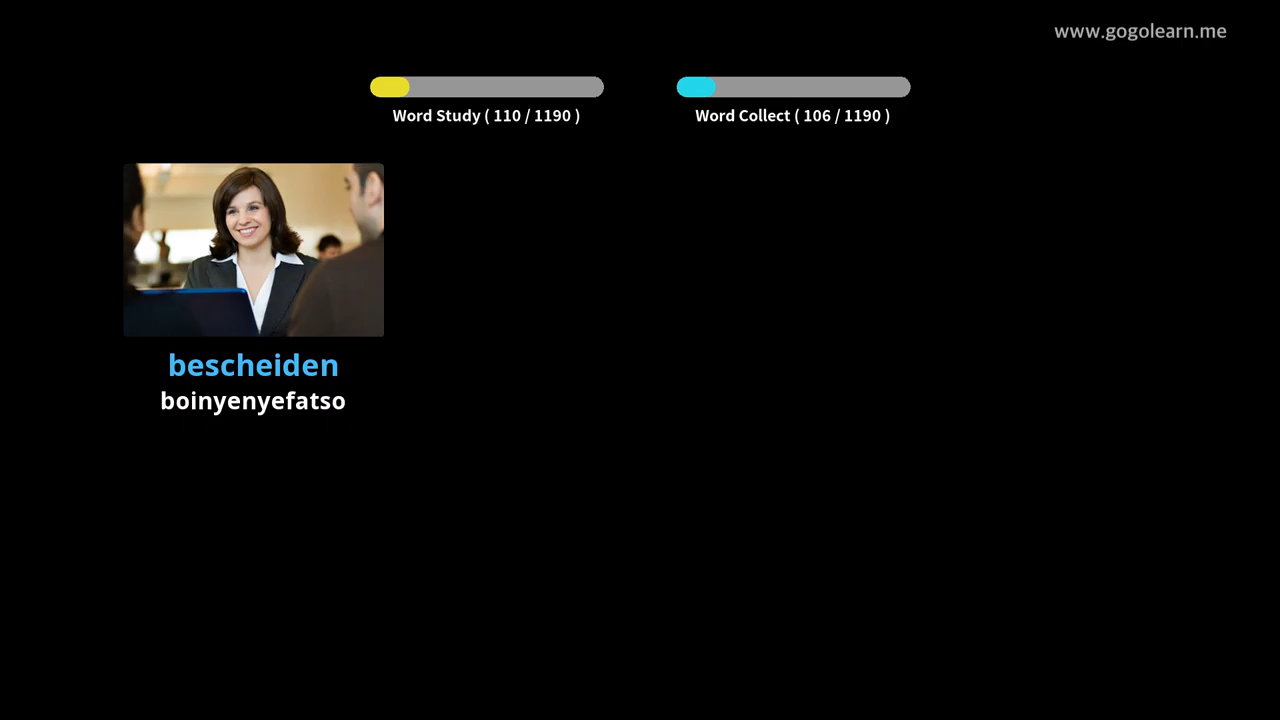 www.gogolearn.me
Word Study ( 110 / 1190 )
Word Collect ( 106 / 1190 )
bescheiden
boinyenyefatso